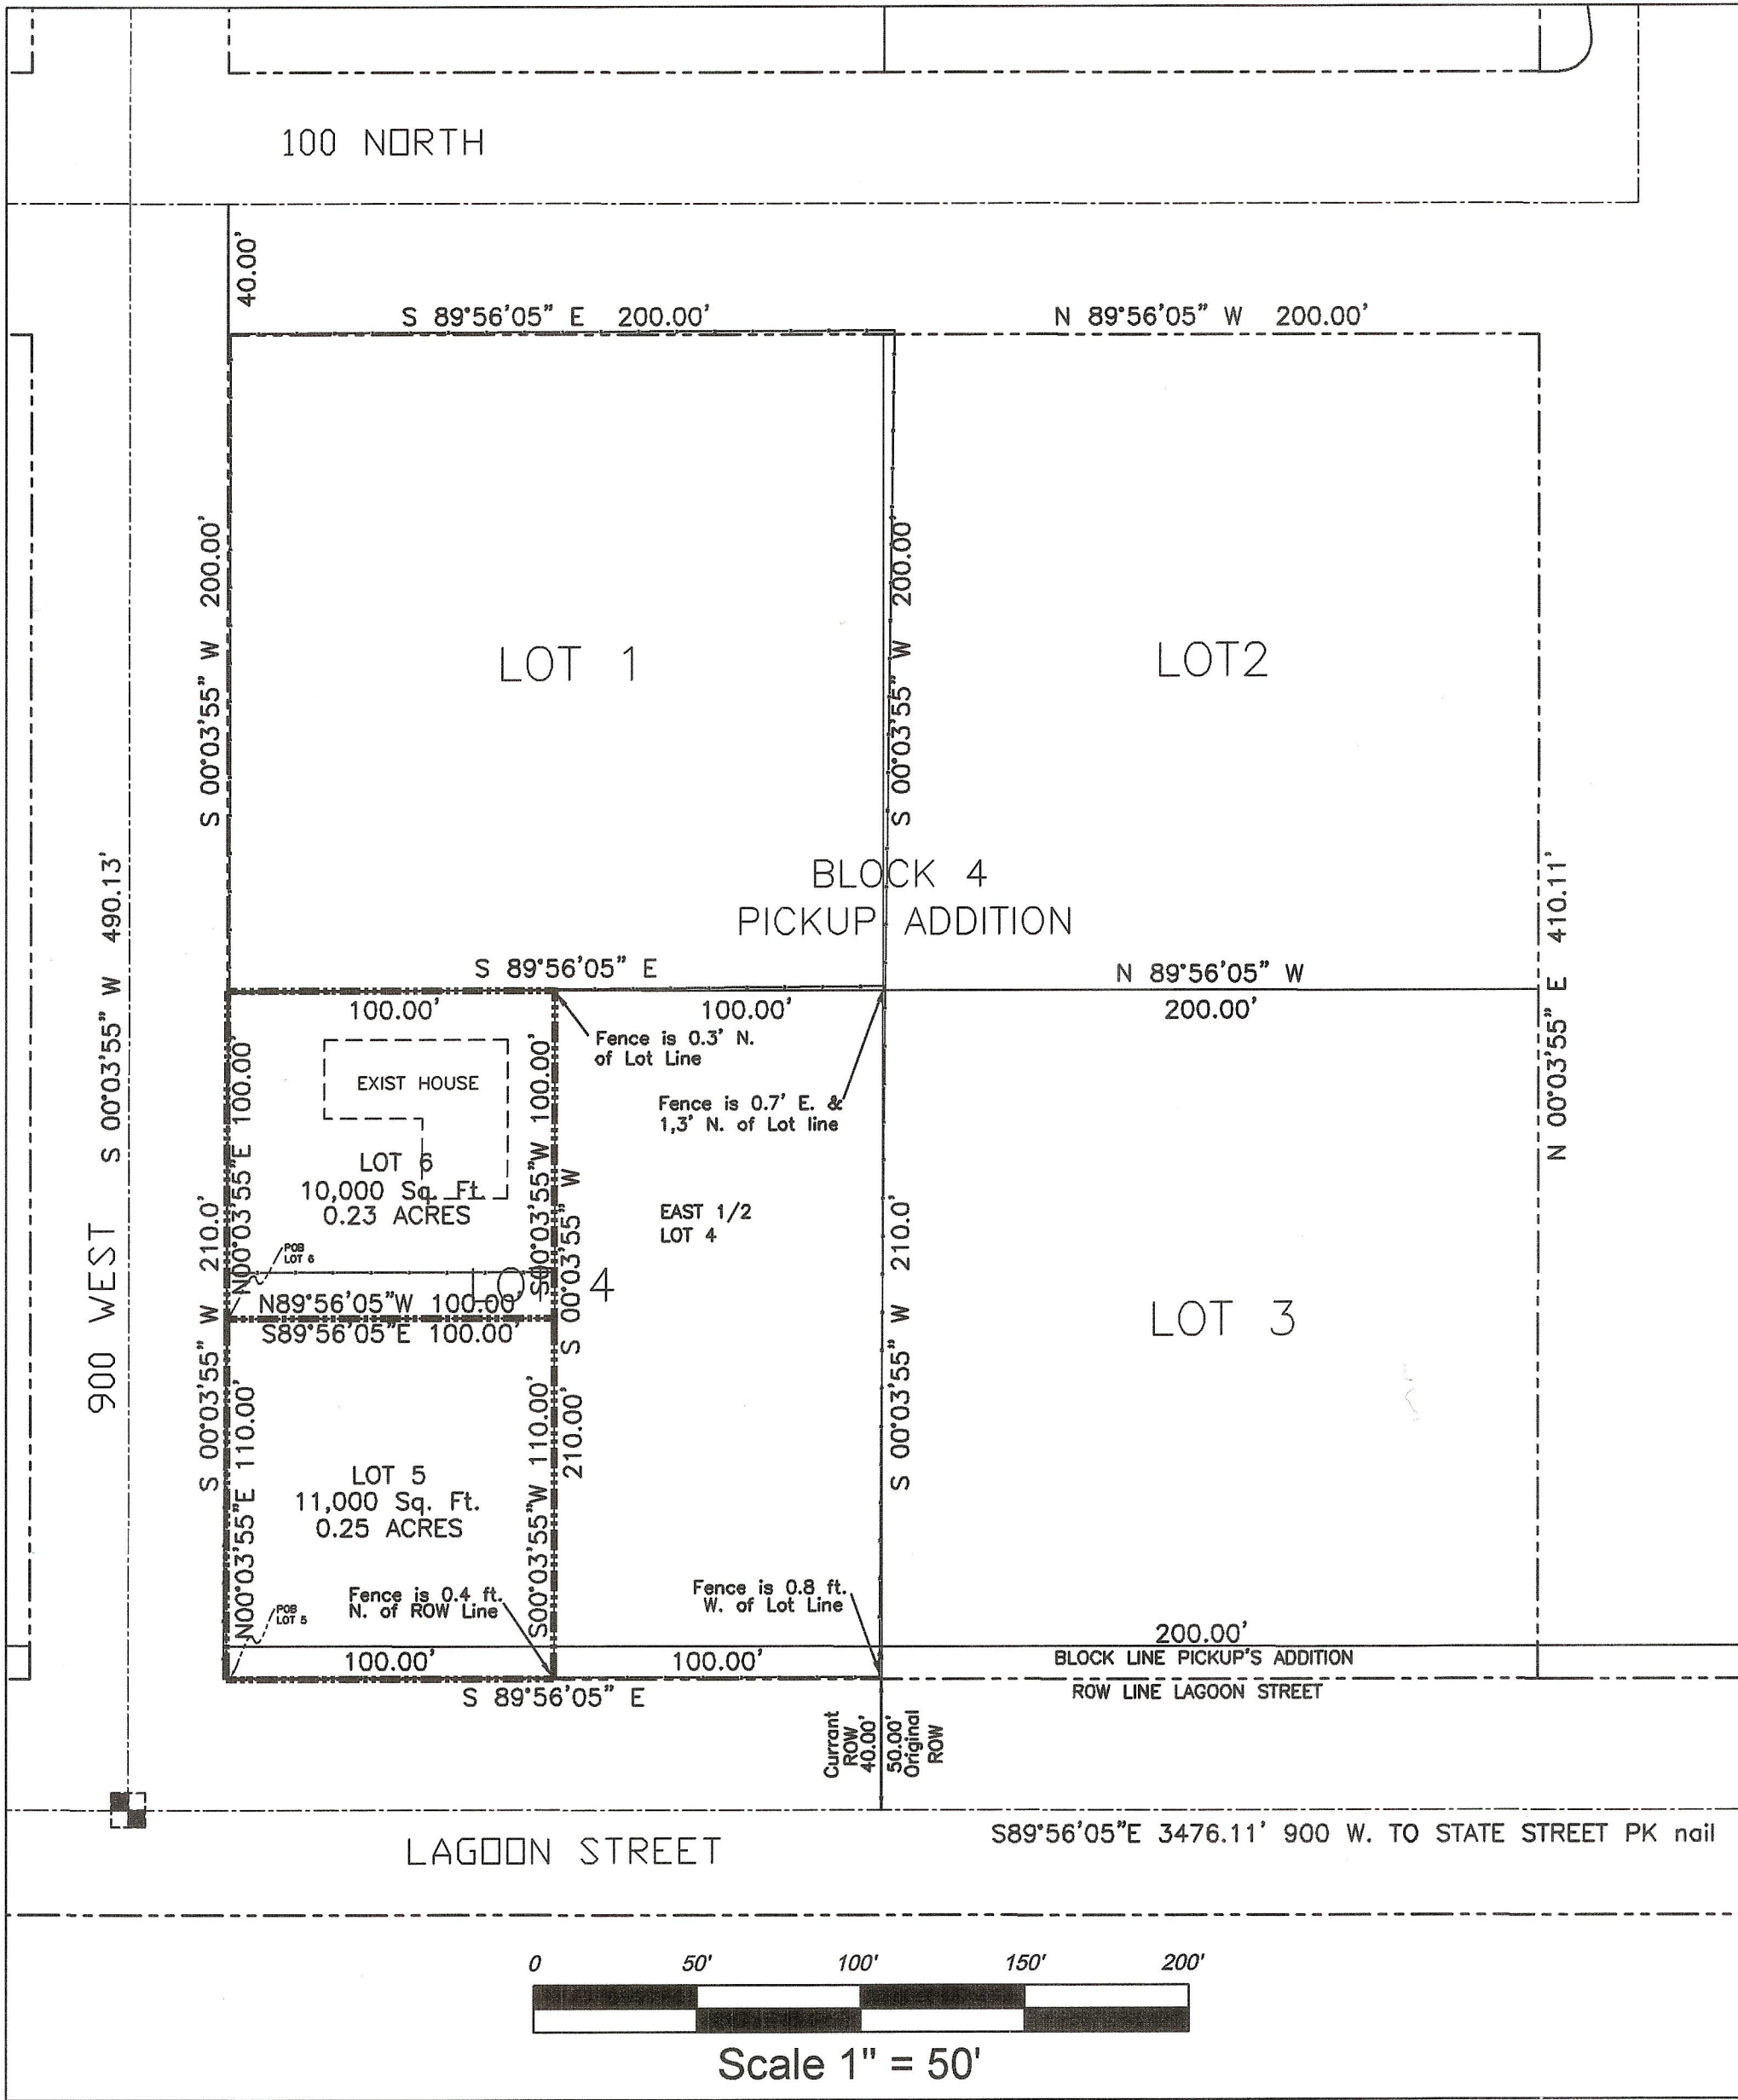 100 NORTH
40.00'
S 89°56'05" E 200.00'
N 89°56'05" W 200.00'
S 00°03'55" W 200.00'
S 00°03'55" W 200.00'
LOT 1
LOT2
BLOCK 4
PICKUP ADDITION
S 00°03'55" W 490.13'
N 00°03'55" E 410.11'
S 89°56'05" E
N 89°56'05" W
100.00'
100.00'
200.00'
Fence is 0.3' N.
of Lot Line
EXIST HOUSE
Fence is 0.7' E. &
1,3' N. of Lot line
N00°03'55"E 100.00'
S00°03'55"W 100.00'
LOT 6
10,000 Sq. Ft.
0.23 ACRES
EAST 1/2
LOT 4
POB
LOT 6
S 00°03'55" W 210.0'
S 00°03'55" W 210.00'
S 00°03'55" W 210.0'
LOT 4
N89°56'05"W 100.00'
S89°56'05"E 100.00'
LOT 3
900 WEST
N00°03'55"E 110.00'
S00°03'55"W 110.00'
LOT 5
11,000 Sq. Ft.
0.25 ACRES
Fence is 0.4 ft.
N. of ROW Line
Fence is 0.8 ft.
W. of Lot Line
POB
LOT 5
200.00'
100.00'
100.00'
BLOCK LINE PICKUP'S ADDITION
S 89°56'05" E
ROW LINE LAGOON STREET
Currant
ROW
40.00'
50.00'
Original
ROW
S89°56'05"E 3476.11' 900 W. TO STATE STREET PK nail
LAGOON STREET
0 50' 100' 150' 200'
Scale 1" = 50'